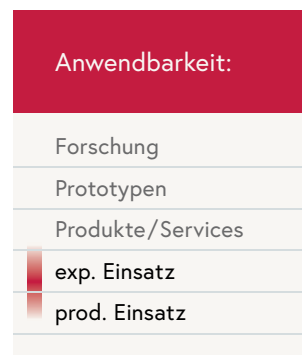 Anwendbarkeit:
Forschung
Prototypen
Produkte/Services
exp. Einsatz
prod. Einsatz